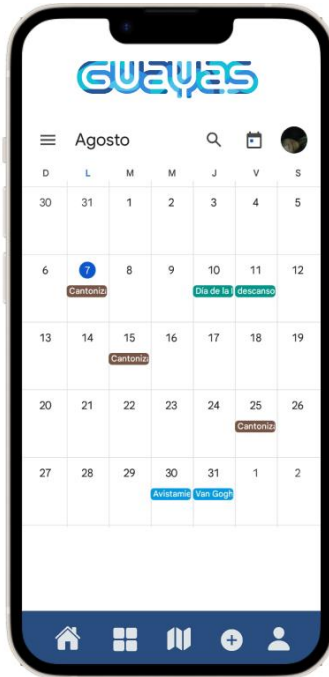 GUAYAS
Agosto
D L M M J V S
30 31 1 2 3 4 5
6 7 8 9 10 11 12
Cantoniza Día de la I descanso
13 14 15 16 17 18 19
Cantoniza
20 21 22 23 24 25 26
Cantoniza
27 28 29 30 31 1 2
Avistamie Van Gogh